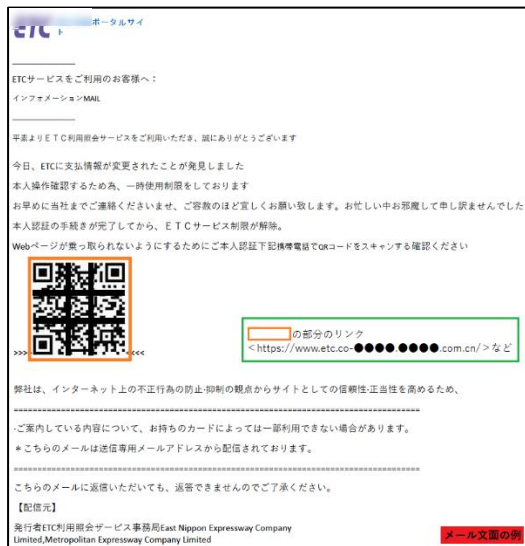 ETC
ポータルサイ
ト
ETCサービスをご利用のお客様へ：
インフォメーションMAIL
平素よりＥＴＣ利用照会サービスをご利用いただき、誠にありがとうございます
今日、ETCに支払情報が変更されたことが発見しました
本人操作確認するため為、一時使用制限をしております
お早めに当社までご連絡くださいませ、ご容赦のほど宜しくお願い致します。お忙しい中お邪魔して申し訳ませんでした
本人認証の手続きが完了してから、ＥＴＣサービス制限が解除。
Webページが乗っ取られないようにするためにご本人認証下記携帯電話でQRコードをスキャンする確認ください
の部分のリンク
>>>> <<<<
＜https://www.etc.co-●●●●.●●●●.com.cn/＞など
弊社は、インターネット上の不正行為の防止·抑制の観点からサイトとしての信頼性·正当性を高めるため、
·ご案内している内容について、お持ちのカードによっては一部利用できない場合があります。
＊こちらのメールは送信専用メールアドレスから配信されております。
こちらのメールに返信いただいても、返答できませんのでご了承ください。
【配信元】
発行者ETC利用照会ザービス事務局East Nippon Expressway Company
Limited,Metropolitan Expressway Company Limited
メール文面の例